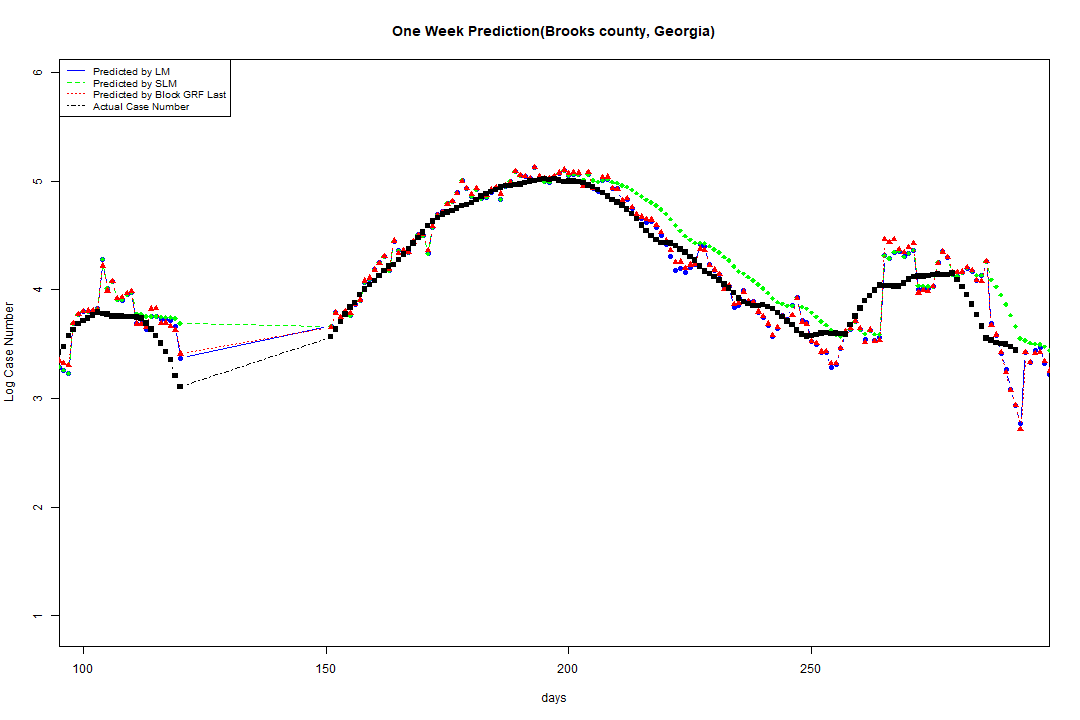 One Week Prediction(Brooks county, Georgia)
Predicted by LM
Predicted by SLM
Predicted by Block GRF Last
Actual Case Number
6
5
4
3
2
1
Log Case Number
100
150
200
250
days